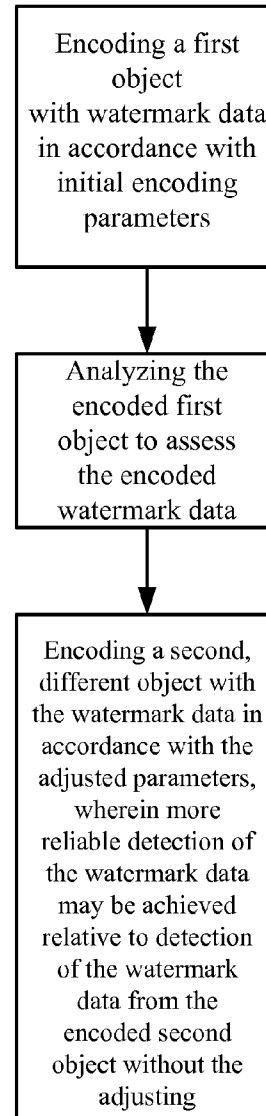 Encoding a first
object
with watermark data
in accordance with
initial encoding
parameters
Analyzing the
encoded first
object to assess
the encoded
watermark data
Encoding a second,
different object with
the watermark data in
accordance with the
adjusted parameters,
wherein more
reliable detection of
the watermark data
may be achieved
relative to detection
of the watermark
data from the
encoded second
object without the
adjusting